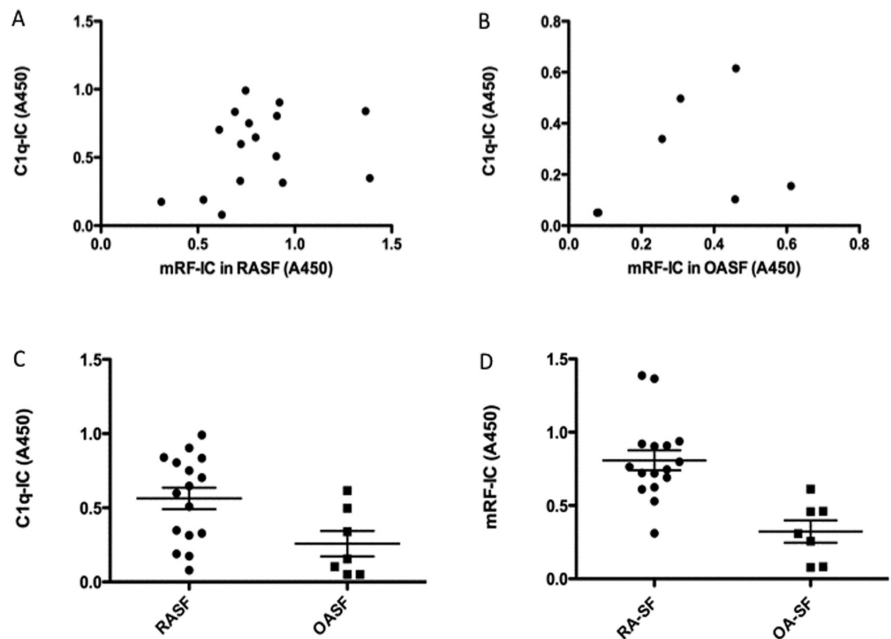 A
1.5
1.0
0.5
0.0
C1q-IC (A450)
0.0 0.5 1.0 1.5
mRF-IC in RASF (A450)
B
0.8
0.6
0.4
0.2
0.0
C1q-IC (A450)
0.0 0.2 0.4 0.6 0.8
mRF-IC in OASF (A450)
C
1.5
1.0
0.5
0.0
C1q-IC (A450)
RASF OASF
D
1.5
1.0
0.5
0.0
mRF-IC (A450)
RA-SF OA-SF